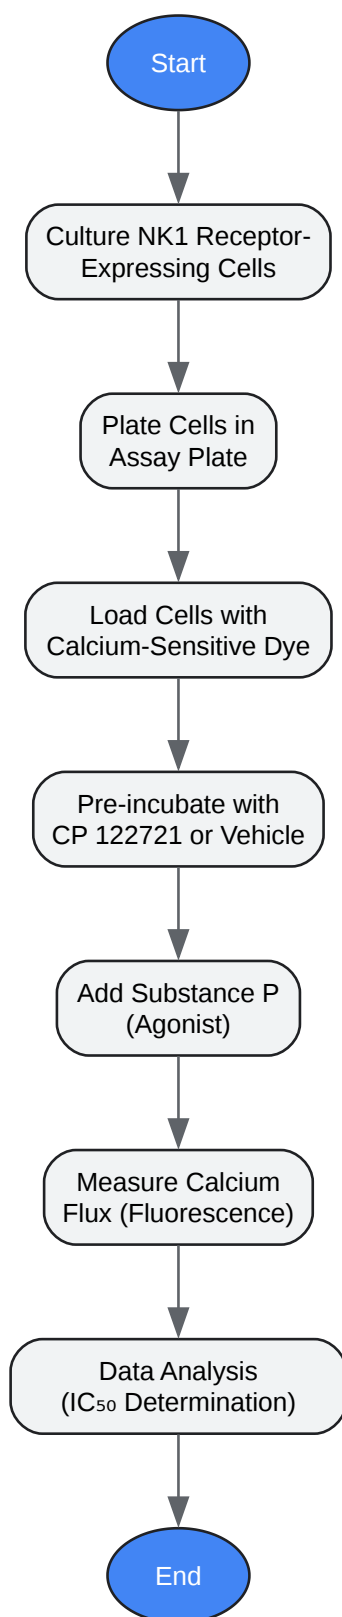 Start
Culture NK1 Receptor-
Expressing Cells
Plate Cells in
Assay Plate
Load Cells with
Calcium-Sensitive Dye
Pre-incubate with
CP 122721 or Vehicle
Add Substance P
(Agonist)
Measure Calcium
Flux (Fluorescence)
Data Analysis
(IC₅₀ Determination)
End